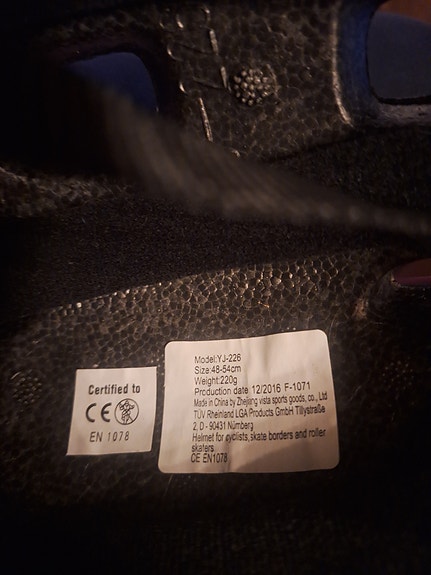 Certified to
CE
EN 1078
Model:YJ-226
Size:48-54cm
Weight:220g
Production date 12/2016 F-1071
Made in China by Zhejiang vista sports goods, co., Ltd
TÜV Rheinland LGA Products GmbH Tillystraße
2, D - 90431 Nürnberg
Helmet for cyclists,skate borders and roller
skaters
CE EN1078